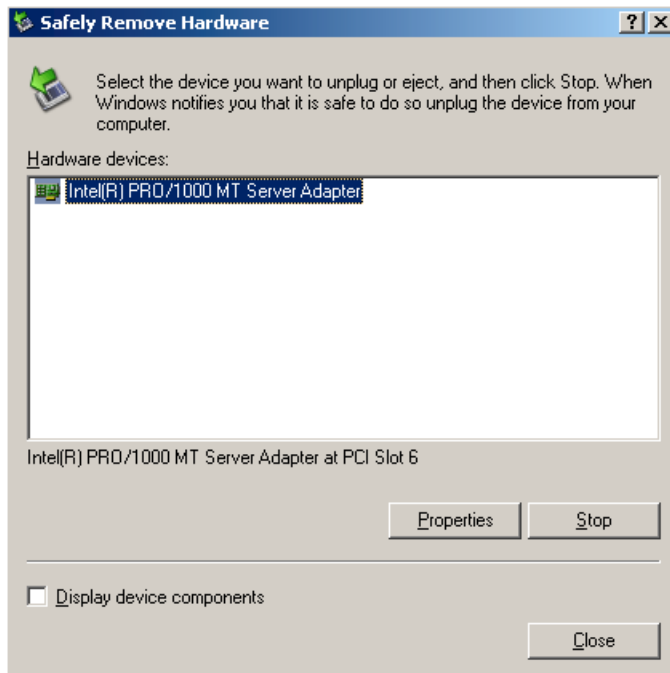 Safely Remove Hardware
Select the device you want to unplug or eject, and then click Stop. When
Windows notifies you that it is safe to do so unplug the device from your
computer.
Hardware devices:
Intel(R) PRO/1000 MT Server Adapter
Intel(R) PRO/1000 MT Server Adapter at PCI Slot 6
Properties Stop
Display device components
Close